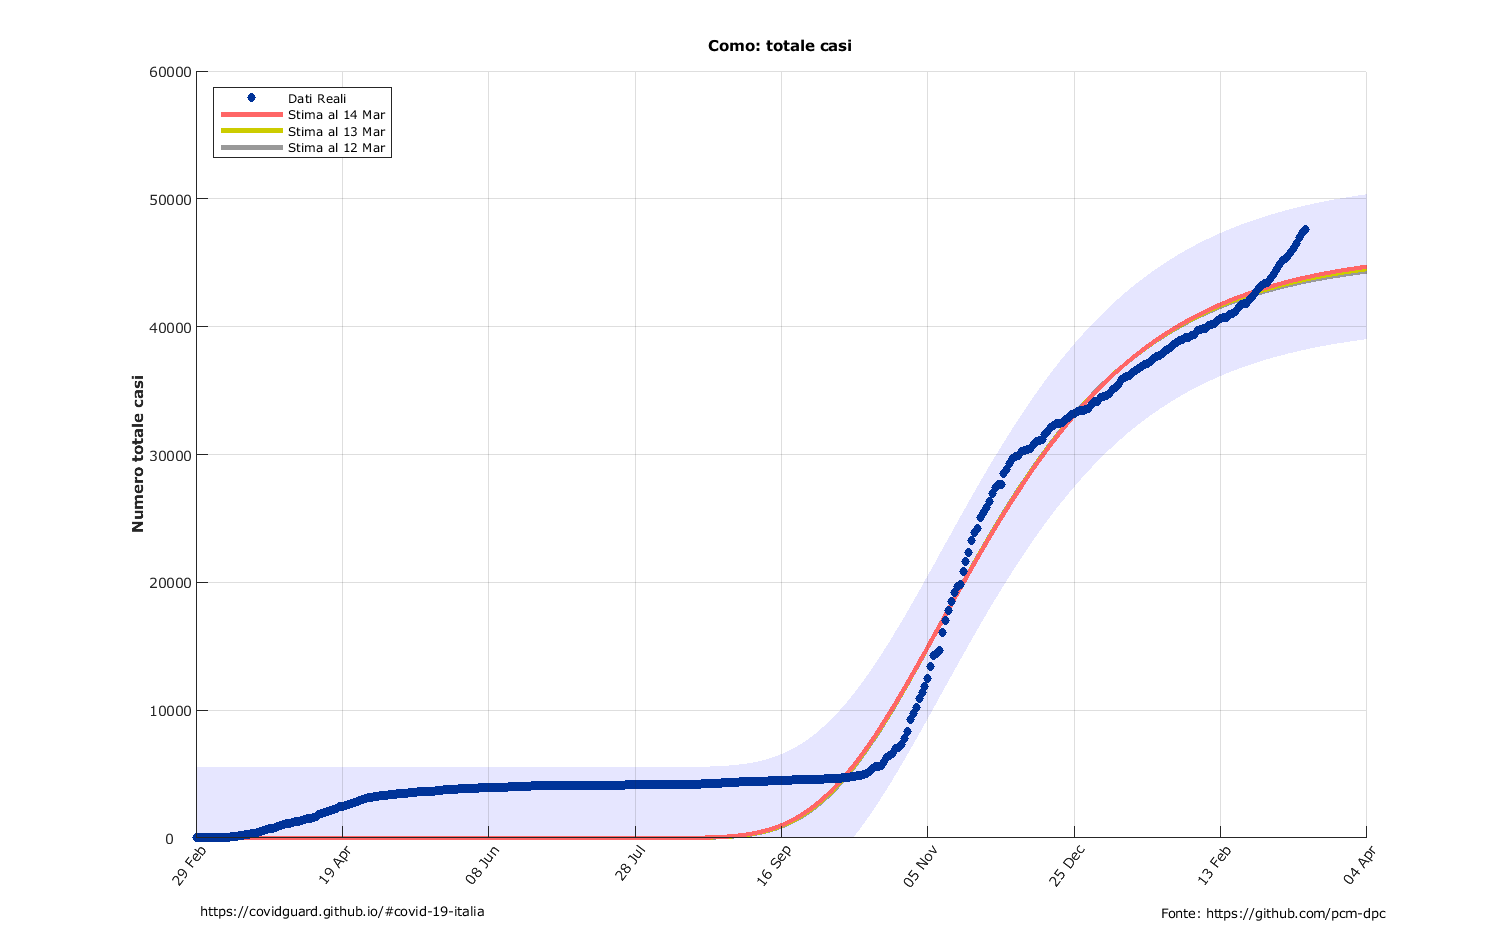 Como: totale casi
60000
50000
40000
30000
20000
10000
0
Numero totale casi
Dati Reali
Stima al 14 Mar
Stima al 13 Mar
Stima al 12 Mar
29 Feb
19 Apr
08 Jun
28 Jul
16 Sep
05 Nov
25 Dec
13 Feb
04 Apr
https://covidguard.github.io/#covid-19-italia
Fonte: https://github.com/pcm-dpc